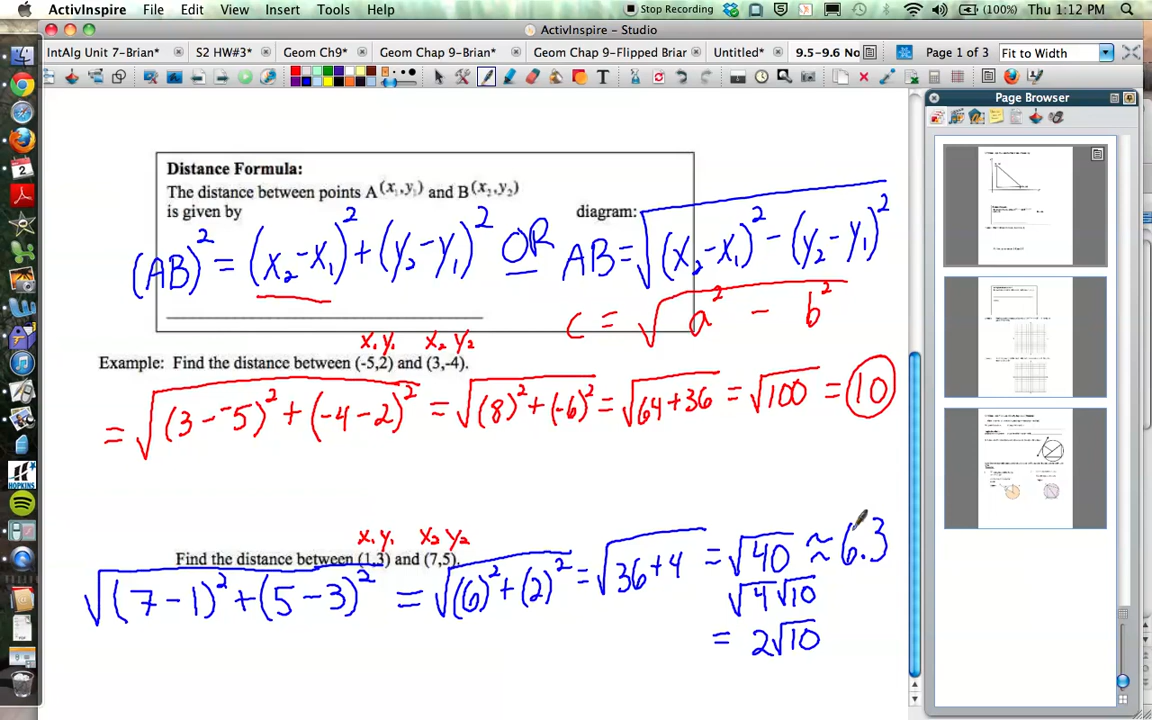 ActivInspire File Edit View Insert Tools Help Stop Recording (100%) Thu 1:12 PM
ActivInspire - Studio
IntAlg Unit 7-Brian* S2 HW#3* Geom Ch9* Geom Chap 9-Brian* Geom Chap 9-Flipped Briar Untitled* 9.5-9.6 No Page 1 of 3 Fit to Width
Page Browser
Distance Formula:
The distance between points A(x₁,y₁) and B(x₂,y₂)
is given by diagram:
(AB)² = (x₂-x₁)² + (y₂-y₁)² OR AB = √((x₂-x₁)² - (y₂-y₁)²)
c = √(a² - b²)
x₁ y₁ x₂ y₂
Example: Find the distance between (-5,2) and (3,-4).
= √((3 - -5)² + (-4 - 2)²) = √((8)² + (-6)²) = √(64+36) = √100 = 10
x₁ y₁ x₂ y₂
Find the distance between (1,3) and (7,5).
√((7-1)² + (5-3)²) = √((6)² + (2)²) = √(36+4) = √40 ≈ 6.3
√4 √10
= 2√10
HOPKINS